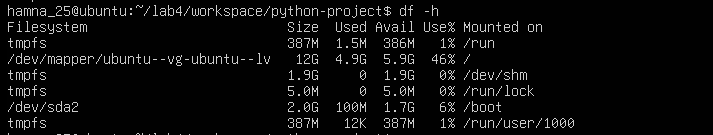 hamna_25@ubuntu:~/lab4/workspace/python-project$ df -h
Filesystem                         Size  Used Avail Use% Mounted on
tmpfs                              387M  1.5M  386M   1% /run
/dev/mapper/ubuntu--vg-ubuntu--lv   12G  4.9G  5.9G  46% /
tmpfs                              1.9G     0  1.9G   0% /dev/shm
tmpfs                              5.0M     0  5.0M   0% /run/lock
/dev/sda2                          2.0G  100M  1.7G   6% /boot
tmpfs                              387M   12K  387M   1% /run/user/1000